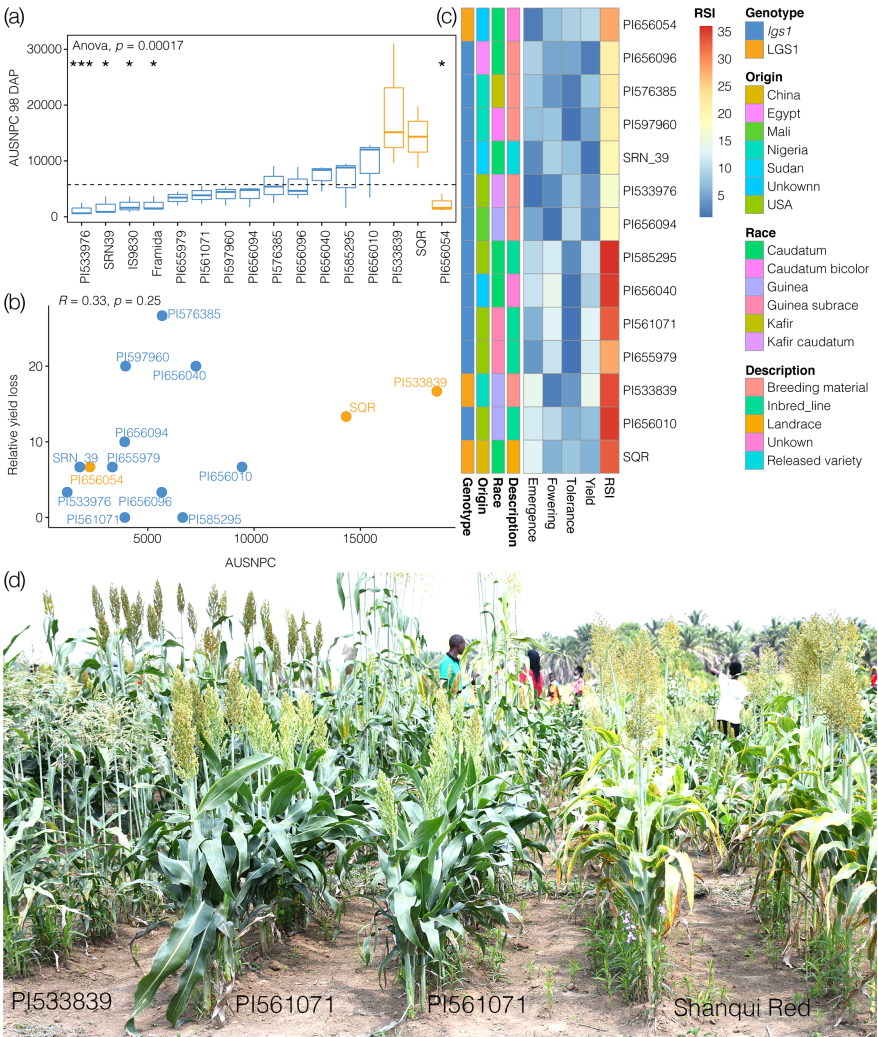 (a)
Anova, p = 0.00017
*** * * * *
AUSNPC 98 DAP
30000
20000
10000
0
PI533976
SRN39
IS9830
Framida
PI655979
PI561071
PI597960
PI656094
PI576385
PI656096
PI656040
PI585295
PI656010
PI533839
SQR
PI656054
(b)
R = 0.33, p = 0.25
Relative yield loss
20
10
0
PI576385
PI597960
PI656040
PI533839
SQR
PI656094
SRN_39
PI655979
PI656054
PI656010
PI533976
PI656096
PI561071
PI585295
5000
10000
15000
AUSNPC
(c)
PI656054
PI656096
PI576385
PI597960
SRN_39
PI533976
PI656094
PI585295
PI656040
PI561071
PI655979
PI533839
PI656010
SQR
Genotype
Origin
Race
Description
Emergence
Fowering
Tolerance
Yield
RSI
RSI
35
30
25
20
15
10
5
Genotype
lgs1
LGS1
Origin
China
Egypt
Mali
Nigeria
Sudan
Unkownn
USA
Race
Caudatum
Caudatum bicolor
Guinea
Guinea subrace
Kafir
Kafir caudatum
Description
Breeding material
Inbred_line
Landrace
Unkown
Released variety
(d)
PI533839
PI561071
PI561071
Shanqui Red